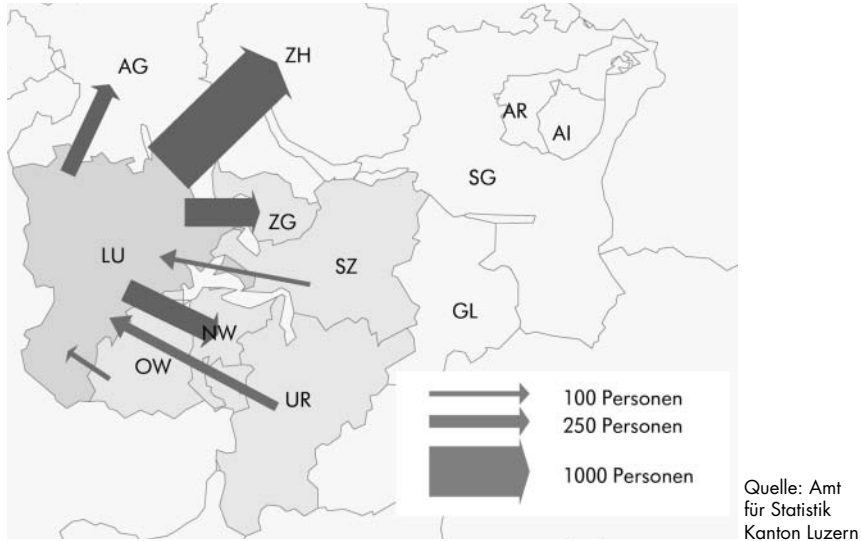 AG
ZH
AR
AI
SG
ZG
LU
SZ
GL
NW
OW
UR
100 Personen
250 Personen
1000 Personen
Quelle: Amt
für Statistik
Kanton Luzern